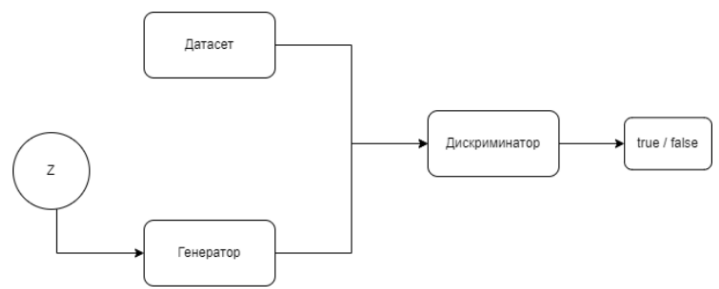 Датасет
Z
Дискриминатор
true / false
Генератор